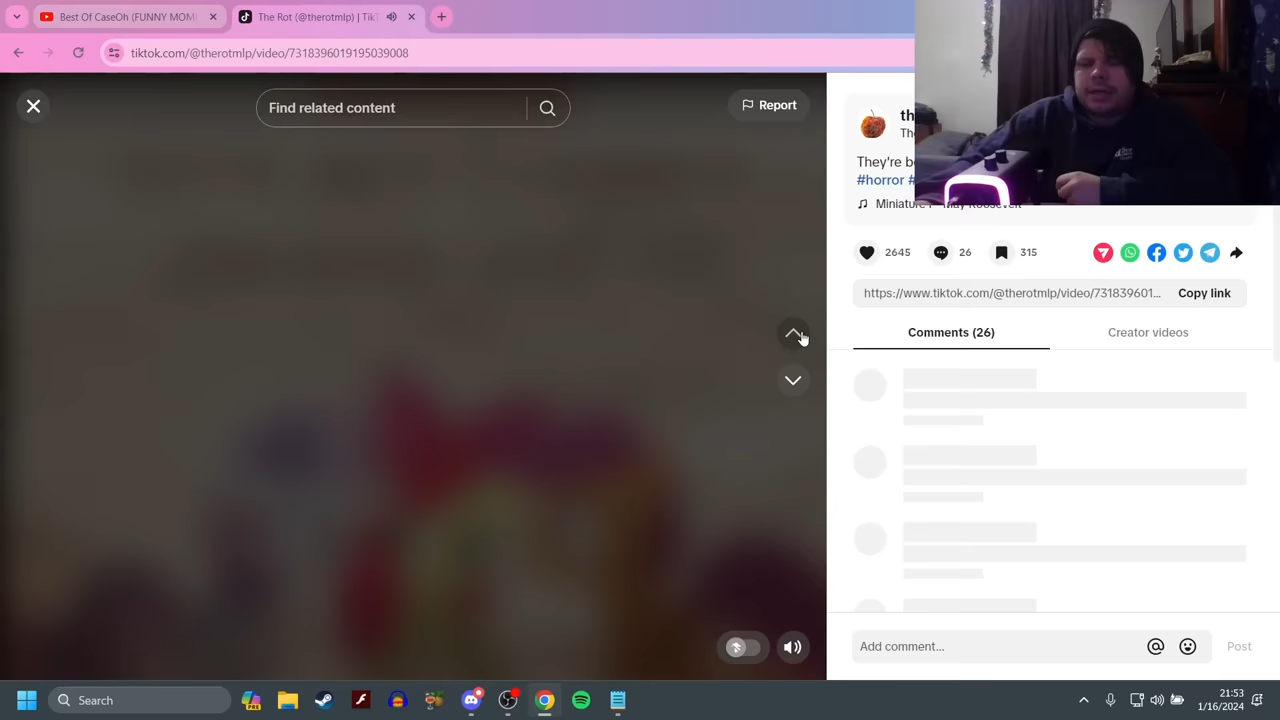 Best Of CaseOh (FUNNY MOM
The Rot (@therotmlp) | TikT
tiktok.com/@therotmlp/video/7318396019195039008
Find related content
Report
th
Th
They're b
#horror #
Miniature I - May Roosevelt
2645
26
315
https://www.tiktok.com/@therotmlp/video/731839601...
Copy link
Comments (26)
Creator videos
Add comment...
Post
Search
21:53
1/16/2024